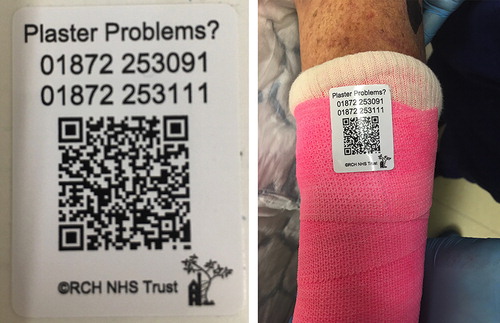 Plaster Problems?
01872 253091
01872 253111
©RCH NHS Trust
Plaster Problems?
01872 253091
01872 253111
©RCH NHS Trust